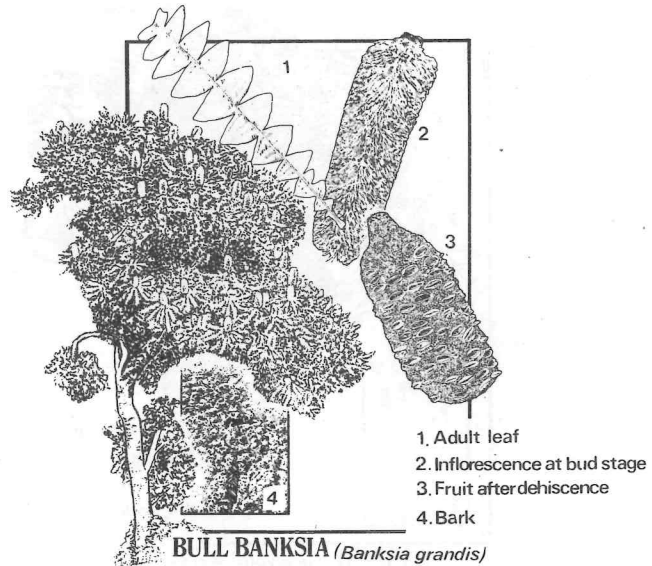 1
2
3
4
1. Adult leaf
2. Inflorescence at bud stage
3. Fruit after dehiscence
4. Bark
BULL BANKSIA (Banksia grandis)